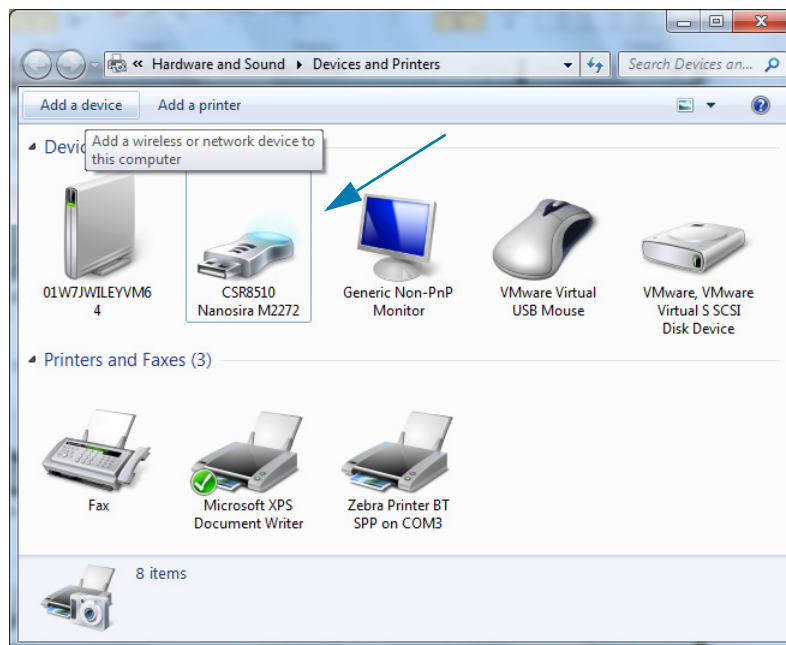 « Hardware and Sound ▸ Devices and Printers
Search Devices an...
Add a device
Add a printer
Devic
Add a wireless or network device to
this computer
01W7JWILEYVM6
4
CSR8510
Nanosira M2272
Generic Non-PnP
Monitor
VMware Virtual
USB Mouse
VMware, VMware
Virtual S SCSI
Disk Device
Printers and Faxes (3)
Fax
Microsoft XPS
Document Writer
Zebra Printer BT
SPP on COM3
8 items